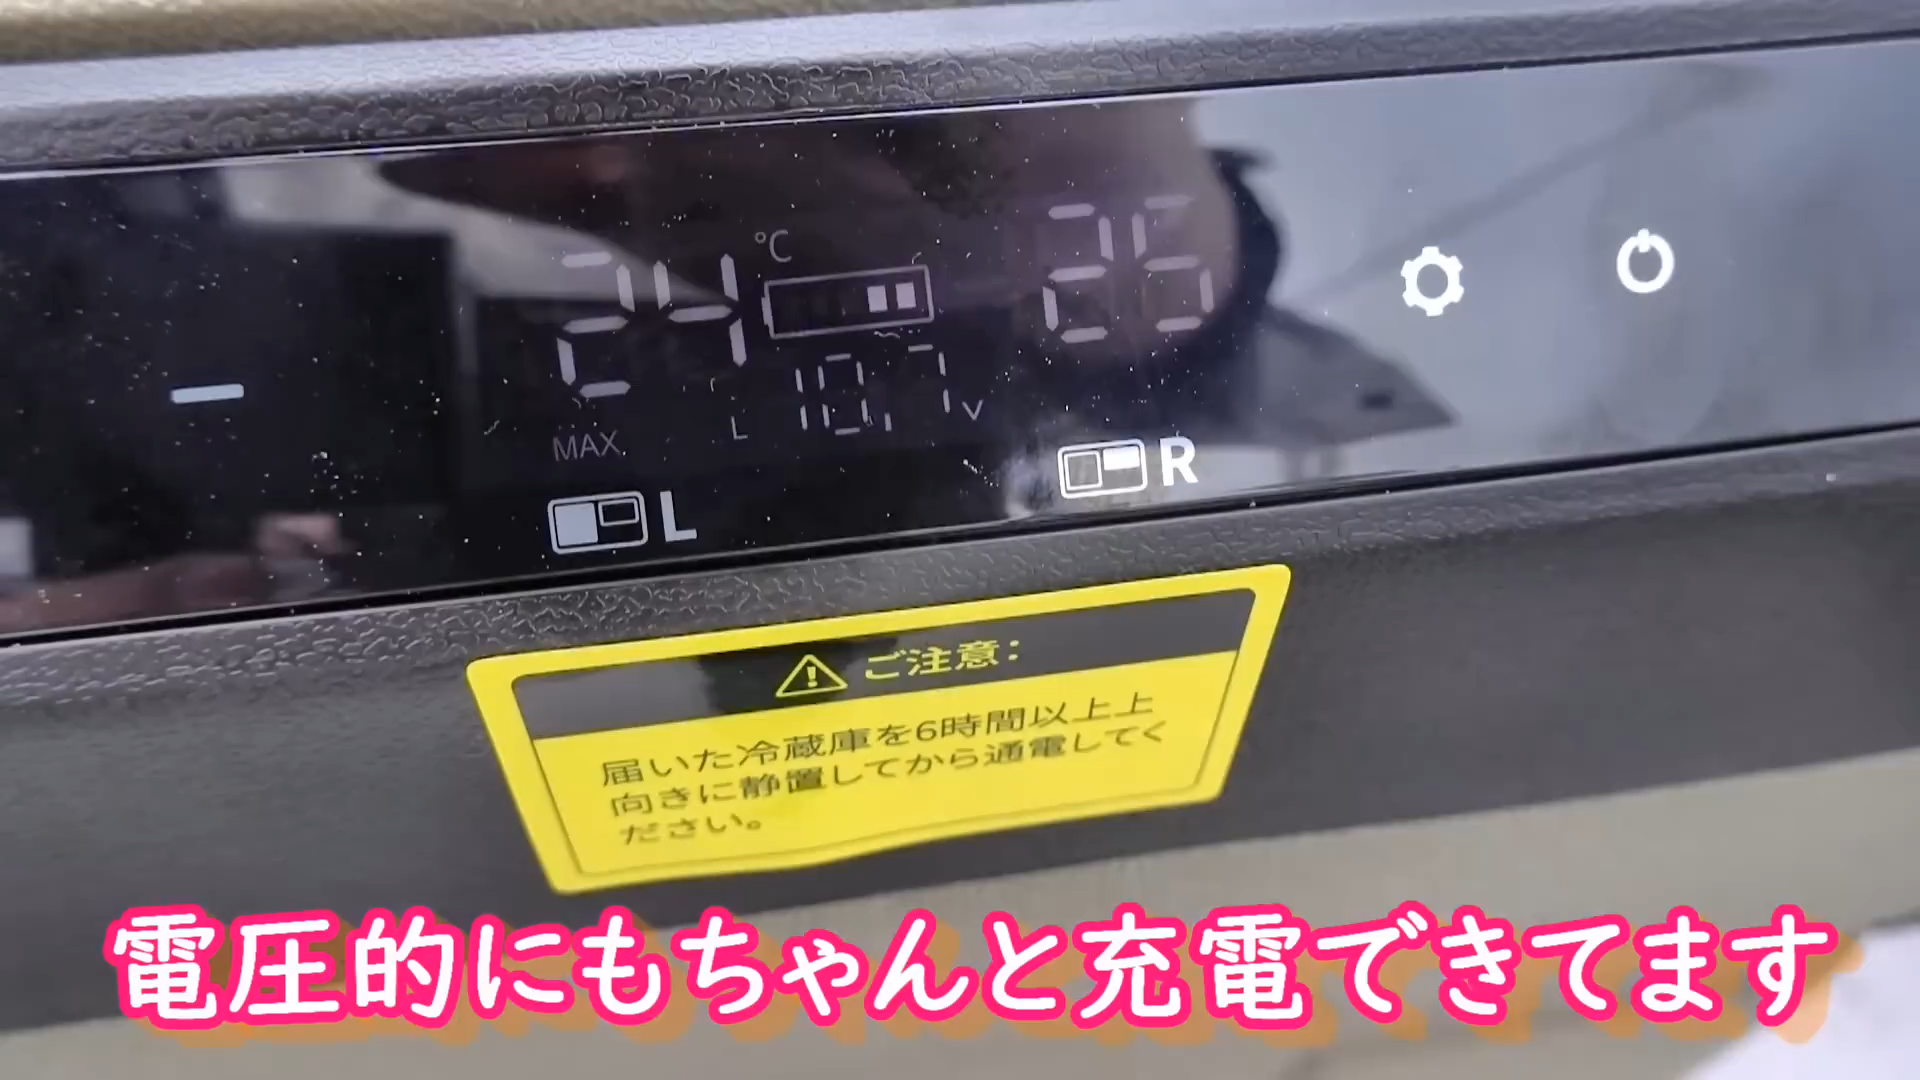 24 ℃ 25
MAX L 10.7 V
L R
ご注意:
届いた冷蔵庫を6時間以上上
向きに静置してから通電してく
ださい。
電圧的にもちゃんと充電できてます